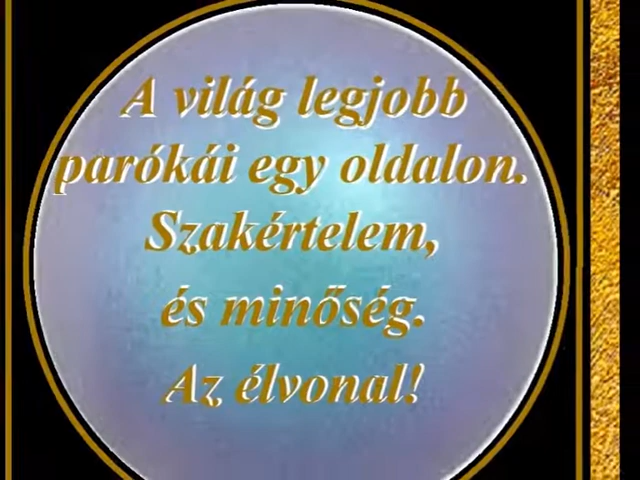 A világ legjobb
parókái egy oldalon.
Szakértelem,
és minőség.
Az élvonal!